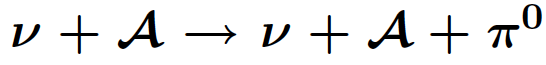 ν + 𝒜 → ν + 𝒜 + π⁰